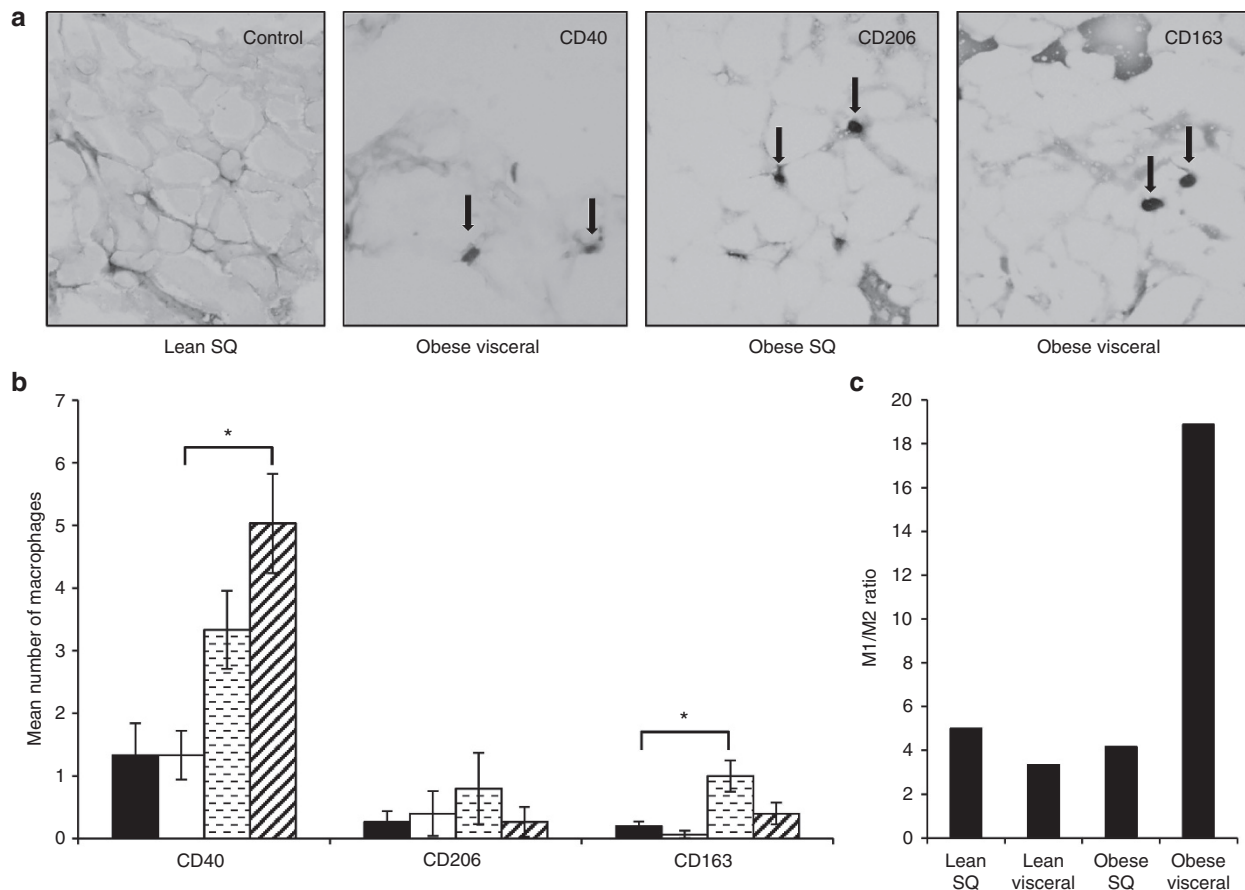 a
Control
CD40
CD206
CD163
Lean SQ
Obese visceral
Obese SQ
Obese visceral
b
7
6
5
4
3
2
1
0
Mean number of macrophages
*
*
CD40
CD206
CD163
c
20
18
16
14
12
10
8
6
4
2
0
M1/M2 ratio
Lean
SQ
Lean
visceral
Obese
SQ
Obese
visceral